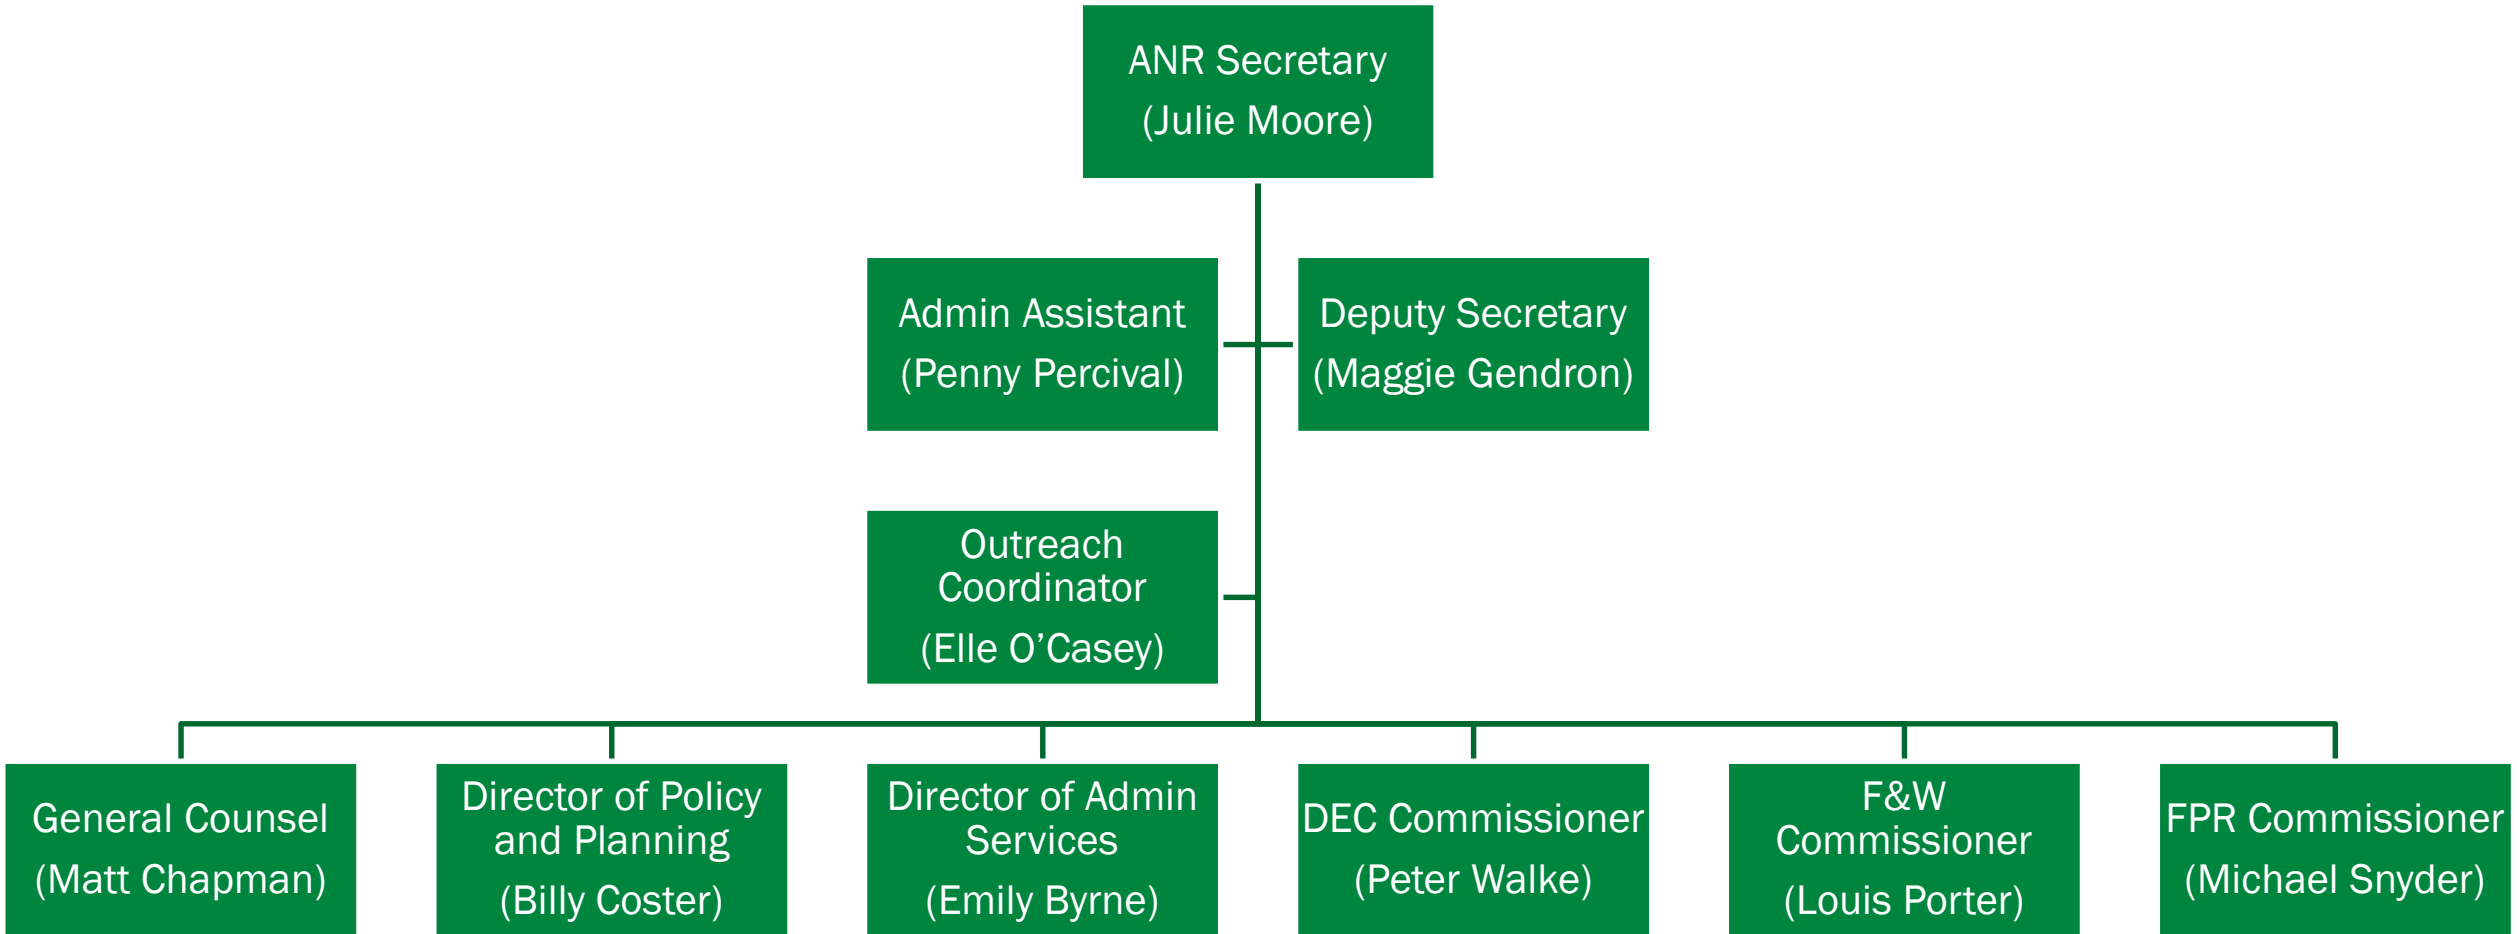 ANR Secretary
(Julie Moore)
Admin Assistant
(Penny Percival)
Deputy Secretary
(Maggie Gendron)
Outreach
Coordinator
(Elle O’Casey)
General Counsel
(Matt Chapman)
Director of Policy
and Planning
(Billy Coster)
Director of Admin
Services
(Emily Byrne)
DEC Commissioner
(Peter Walke)
F&W
Commissioner
(Louis Porter)
FPR Commissioner
(Michael Snyder)